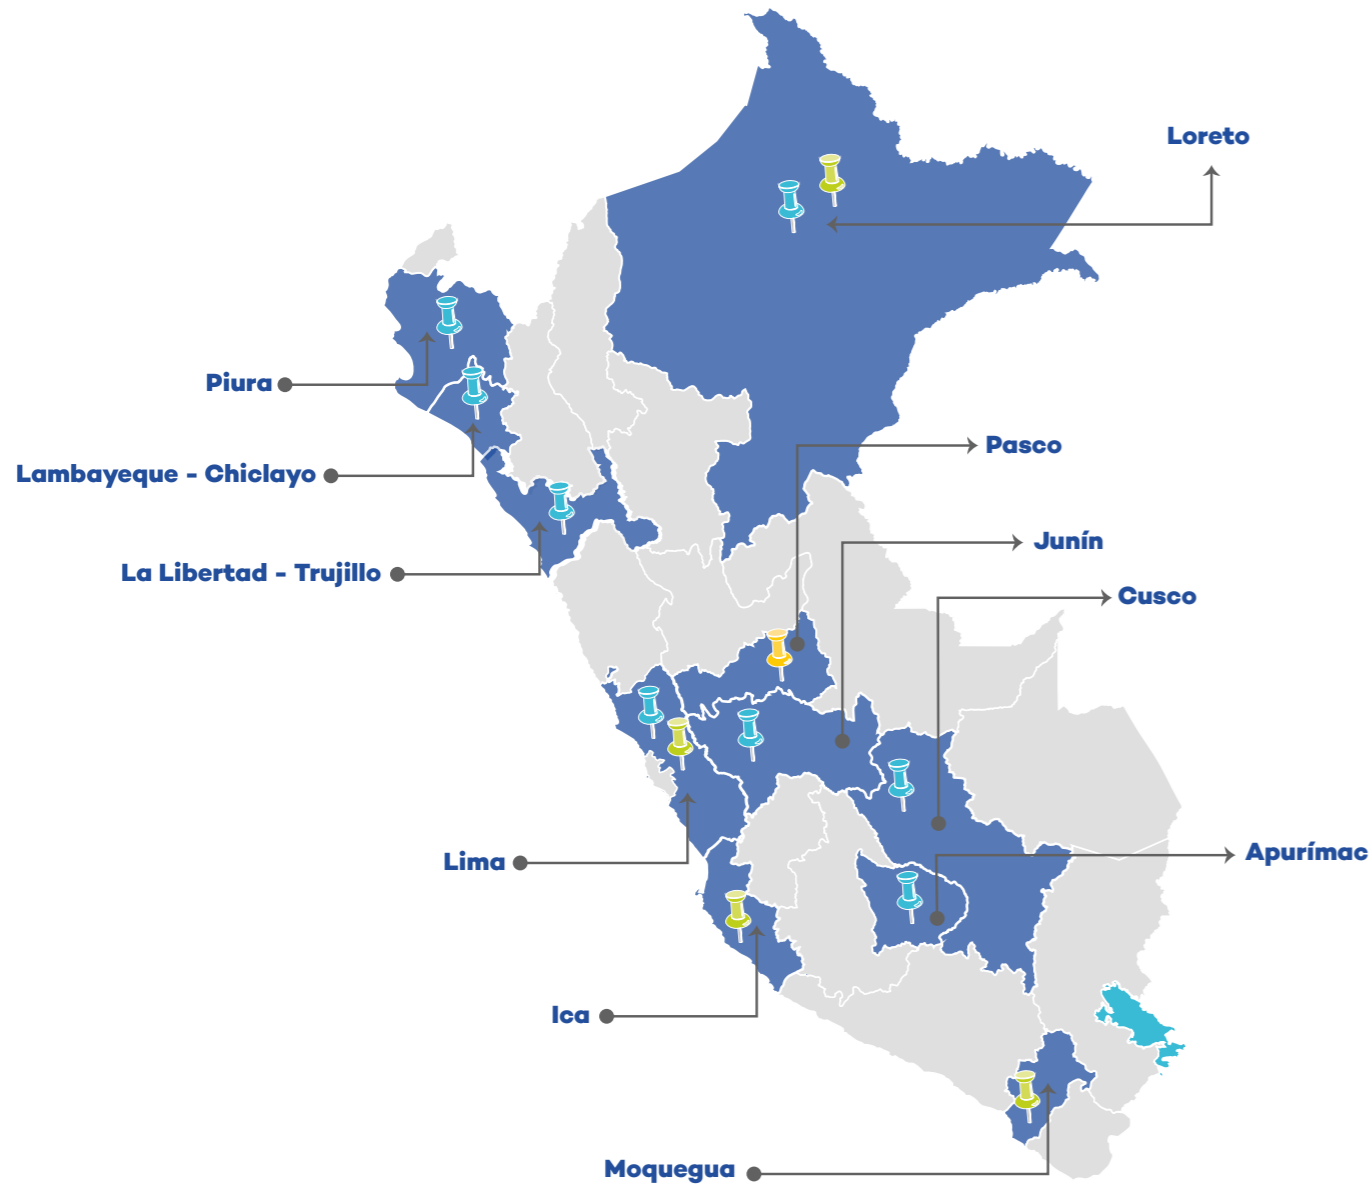 Loreto
Piura
Pasco
Lambayeque - Chiclayo
Junín
La Libertad - Trujillo
Cusco
Apurímac
Lima
Ica
Moquegua